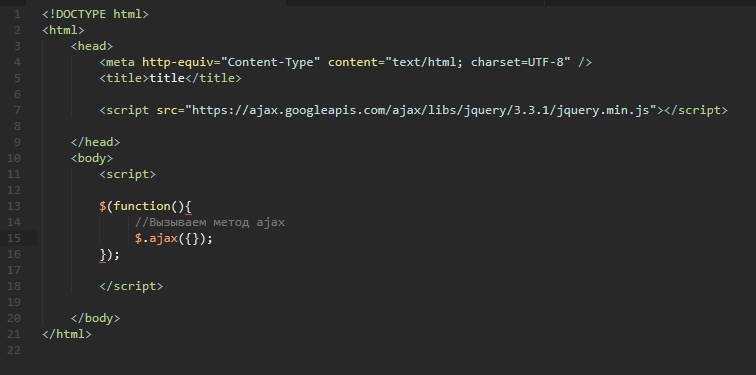 1 <!DOCTYPE html>
2 <html>
3 <head>
4 <meta http-equiv="Content-Type" content="text/html; charset=UTF-8" />
5 <title>title</title>
6
7 <script src="https://ajax.googleapis.com/ajax/libs/jquery/3.3.1/jquery.min.js"></script>
8
9 </head>
10 <body>
11 <script>
12
13 $(function(){
14 //Вызываем метод ajax
15 $.ajax({});
16 });
17
18 </script>
19
20 </body>
21 </html>
22